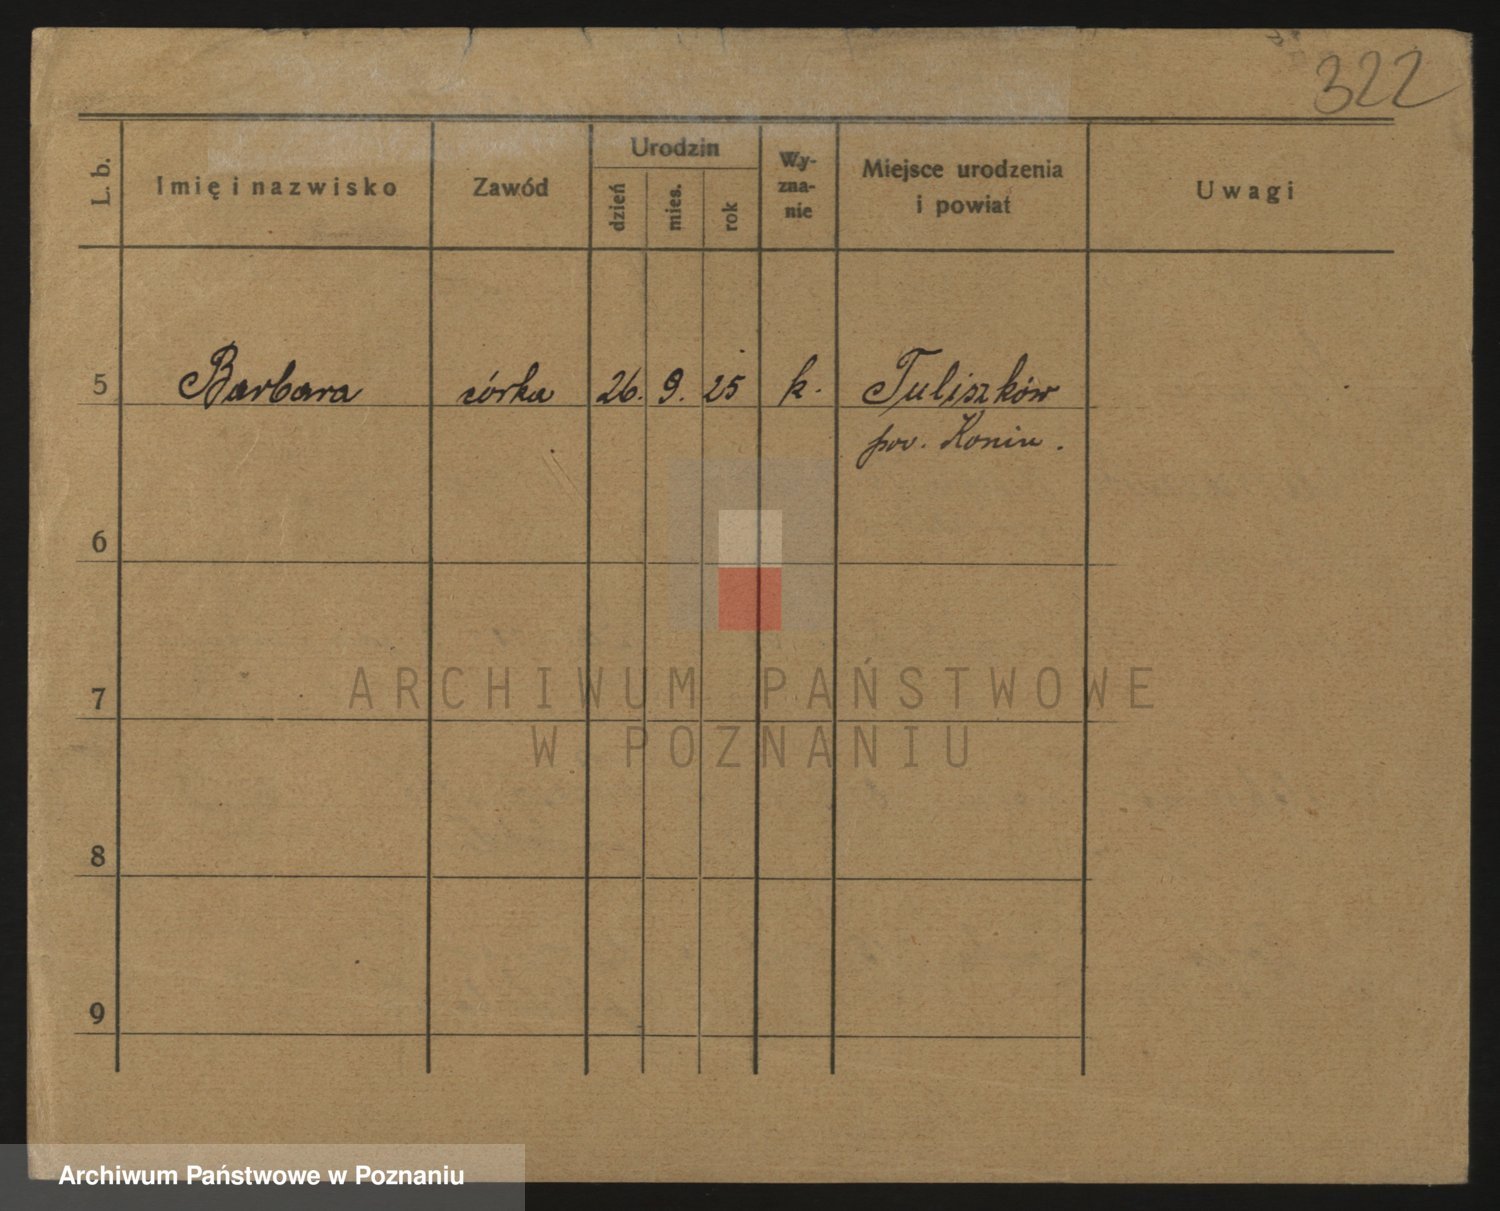 322
L. b.
Imię i nazwisko
Zawód
Urodzin
dzień
mies.
rok
Wy-
zna-
nie
Miejsce urodzenia
i powiat
Uwagi
5 Barbara córka 26. 9. 25 k. Tuliszków
pow. Konin.
6
7
ARCHIWUM PAŃSTWOWE
W POZNANIU
8
9
Archiwum Państwowe w Poznaniu